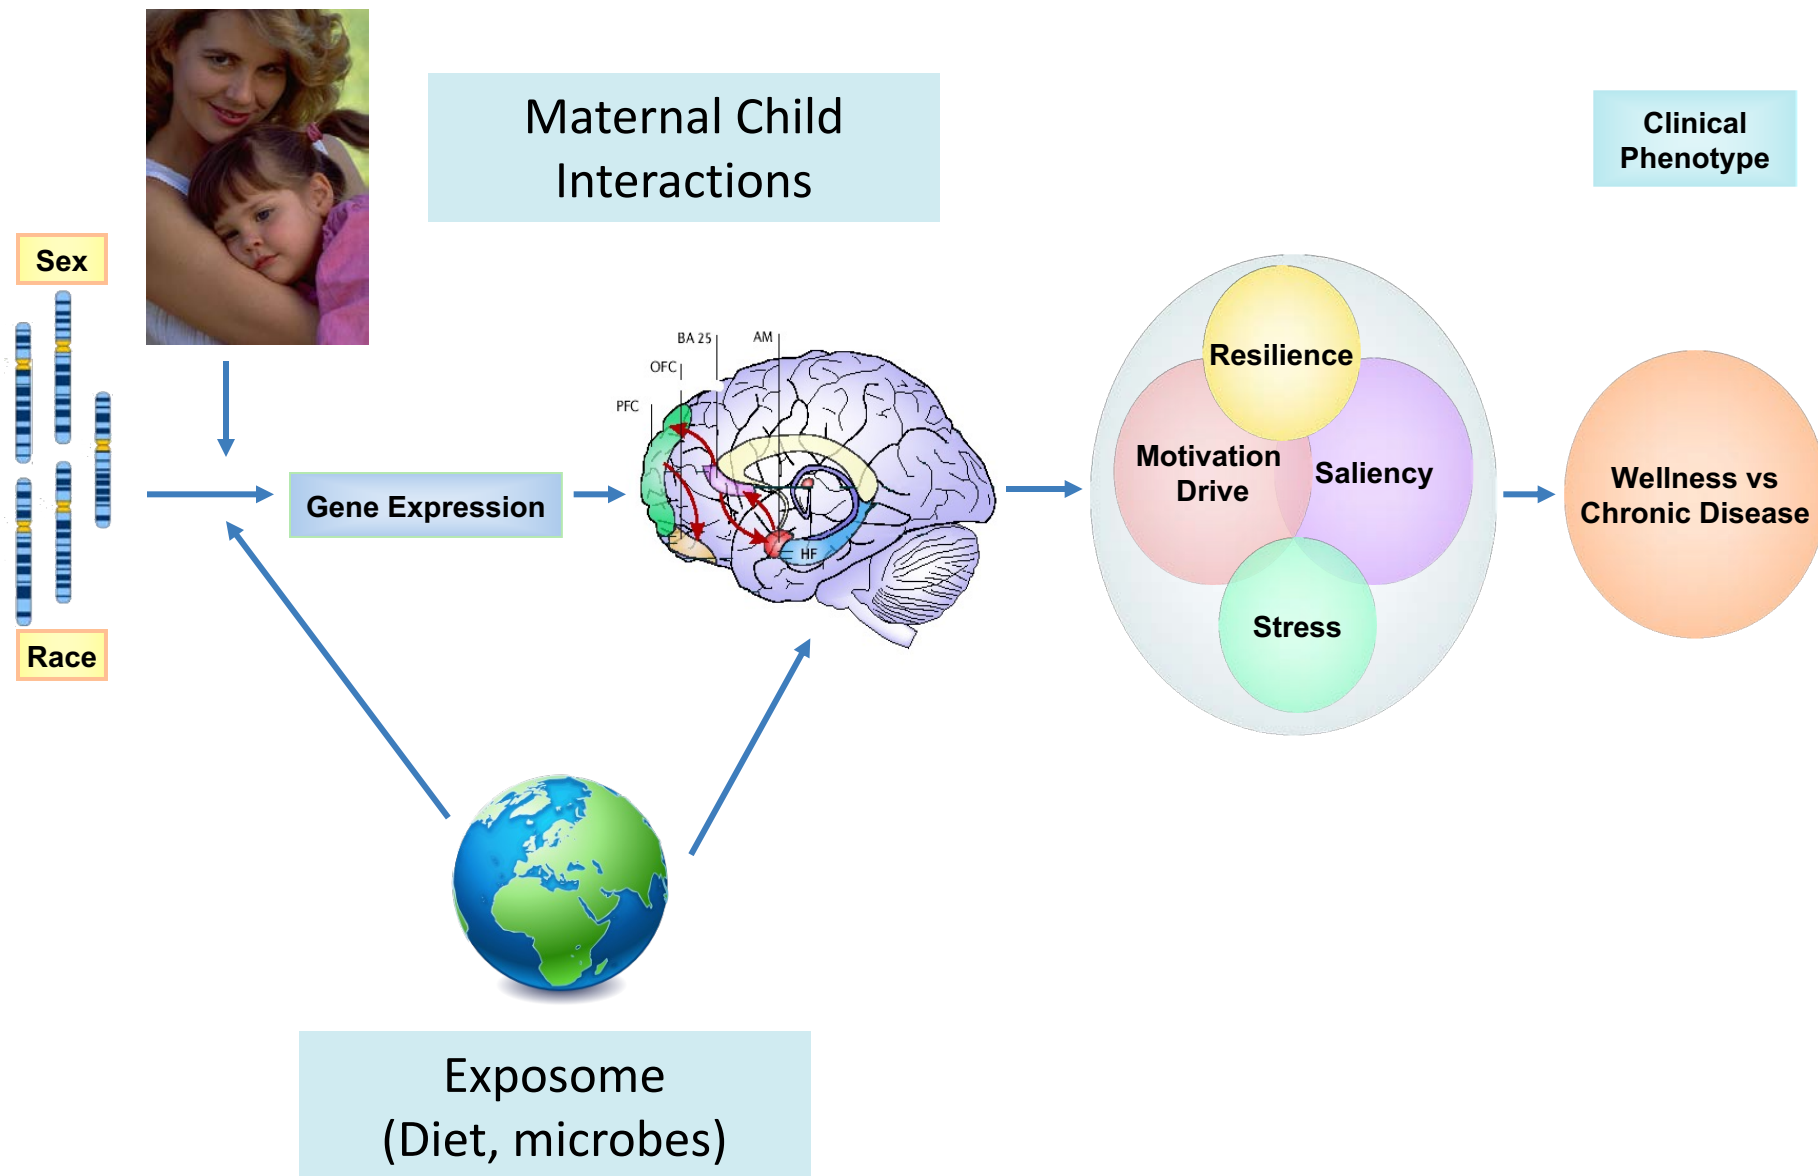 Maternal Child
Interactions
Clinical
Phenotype
Sex
Race
Gene Expression
BA 25
AM
OFC
PFC
HF
Resilience
Motivation
Drive
Saliency
Stress
Wellness vs
Chronic Disease
Exposome
(Diet, microbes)